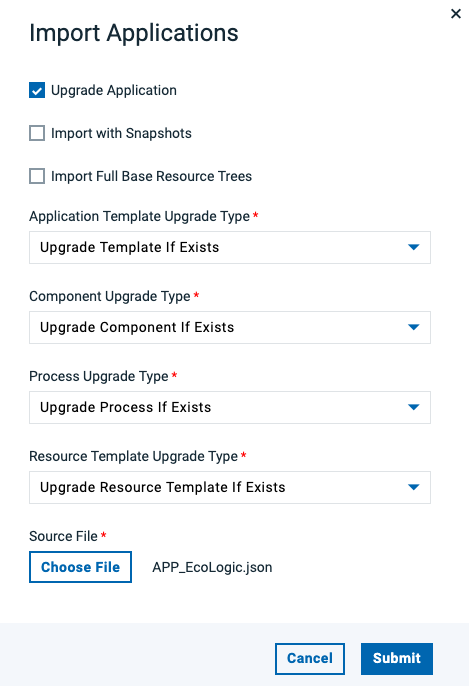 Import Applications
Upgrade Application
Import with Snapshots
Import Full Base Resource Trees
Application Template Upgrade Type *
Upgrade Template If Exists
Component Upgrade Type *
Upgrade Component If Exists
Process Upgrade Type *
Upgrade Process If Exists
Resource Template Upgrade Type *
Upgrade Resource Template If Exists
Source File *
Choose File APP_EcoLogic.json
Cancel Submit